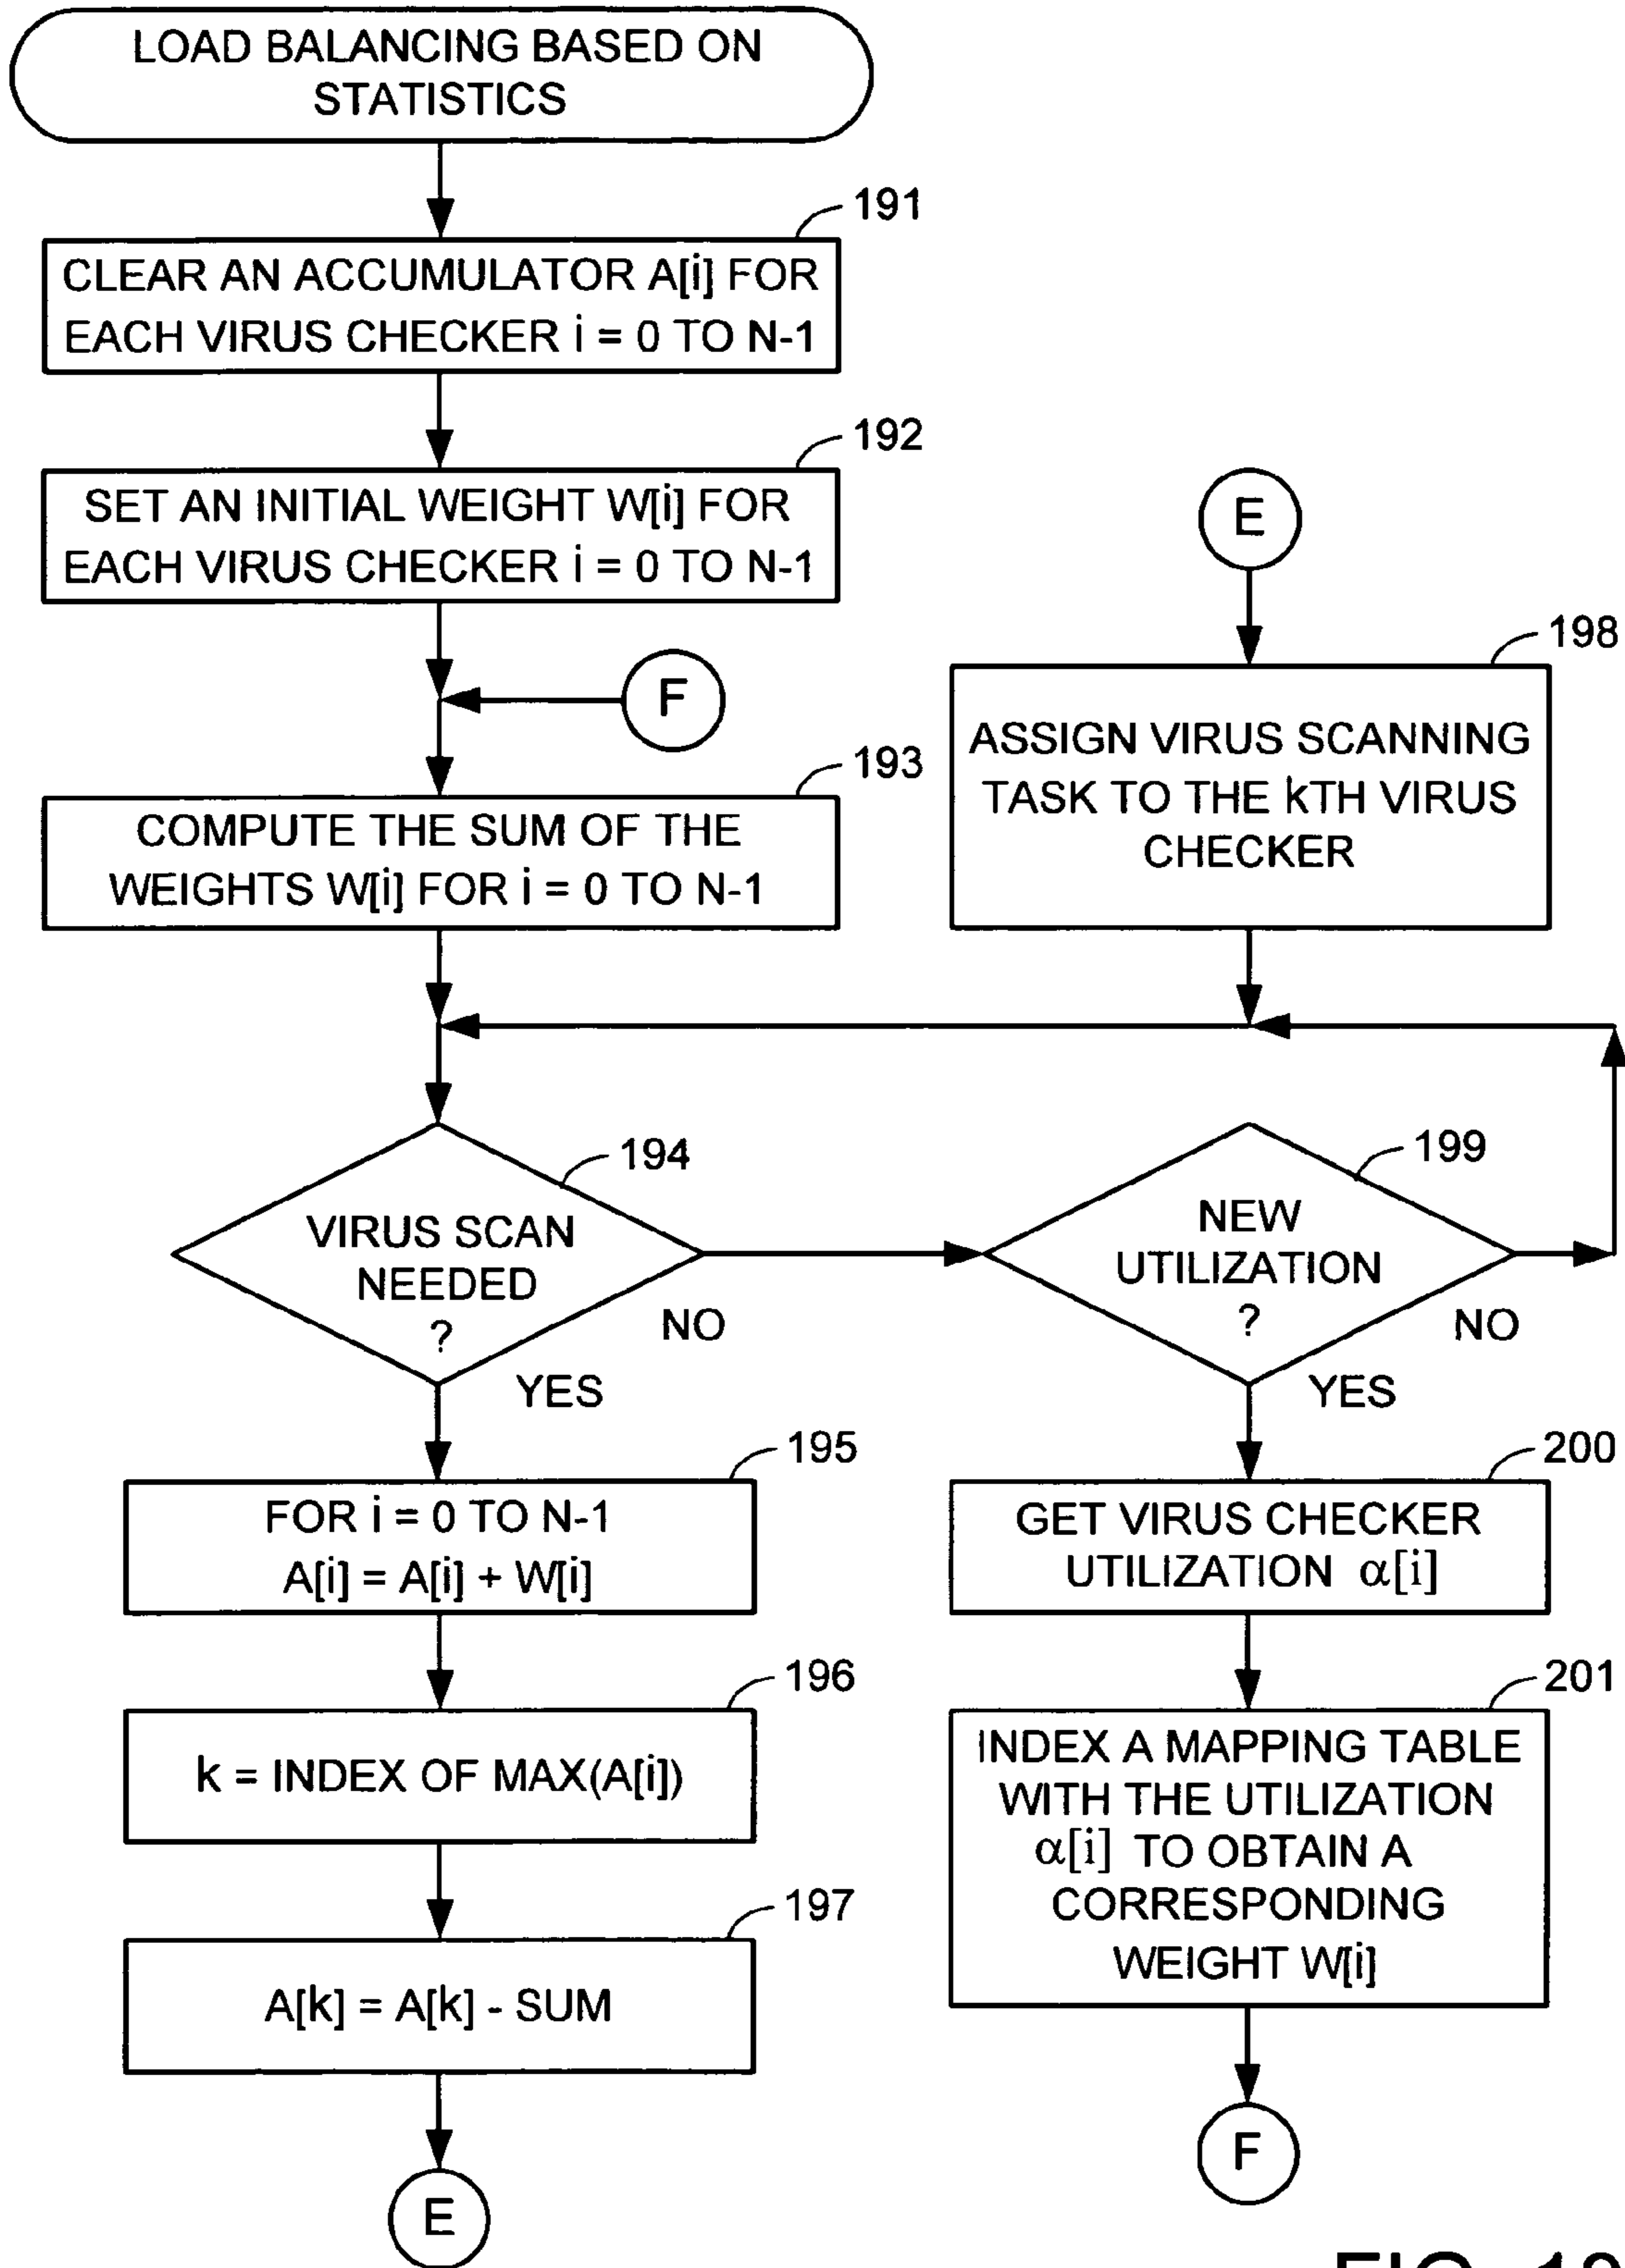 LOAD BALANCING BASED ON
STATISTICS
191
CLEAR AN ACCUMULATOR A[i] FOR
EACH VIRUS CHECKER i = 0 TO N-1
192
SET AN INITIAL WEIGHT W[i] FOR
EACH VIRUS CHECKER i = 0 TO N-1
F
193
COMPUTE THE SUM OF THE
WEIGHTS W[i] FOR i = 0 TO N-1
194
VIRUS SCAN
NEEDED
?
NO
YES
195
FOR i = 0 TO N-1
A[i] = A[i] + W[i]
196
k = INDEX OF MAX(A[i])
197
A[k] = A[k] - SUM
E
E
198
ASSIGN VIRUS SCANNING
TASK TO THE kTH VIRUS
CHECKER
199
NEW
UTILIZATION
?
NO
YES
200
GET VIRUS CHECKER
UTILIZATION α[i]
201
INDEX A MAPPING TABLE
WITH THE UTILIZATION
α[i] TO OBTAIN A
CORRESPONDING
WEIGHT W[i]
F